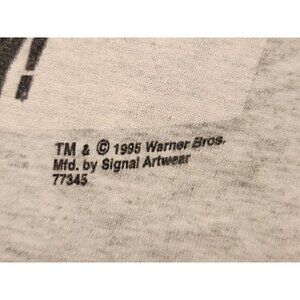 !
TM & © 1995 Warner Bros.
Mfd. by Signal Artwear
77345